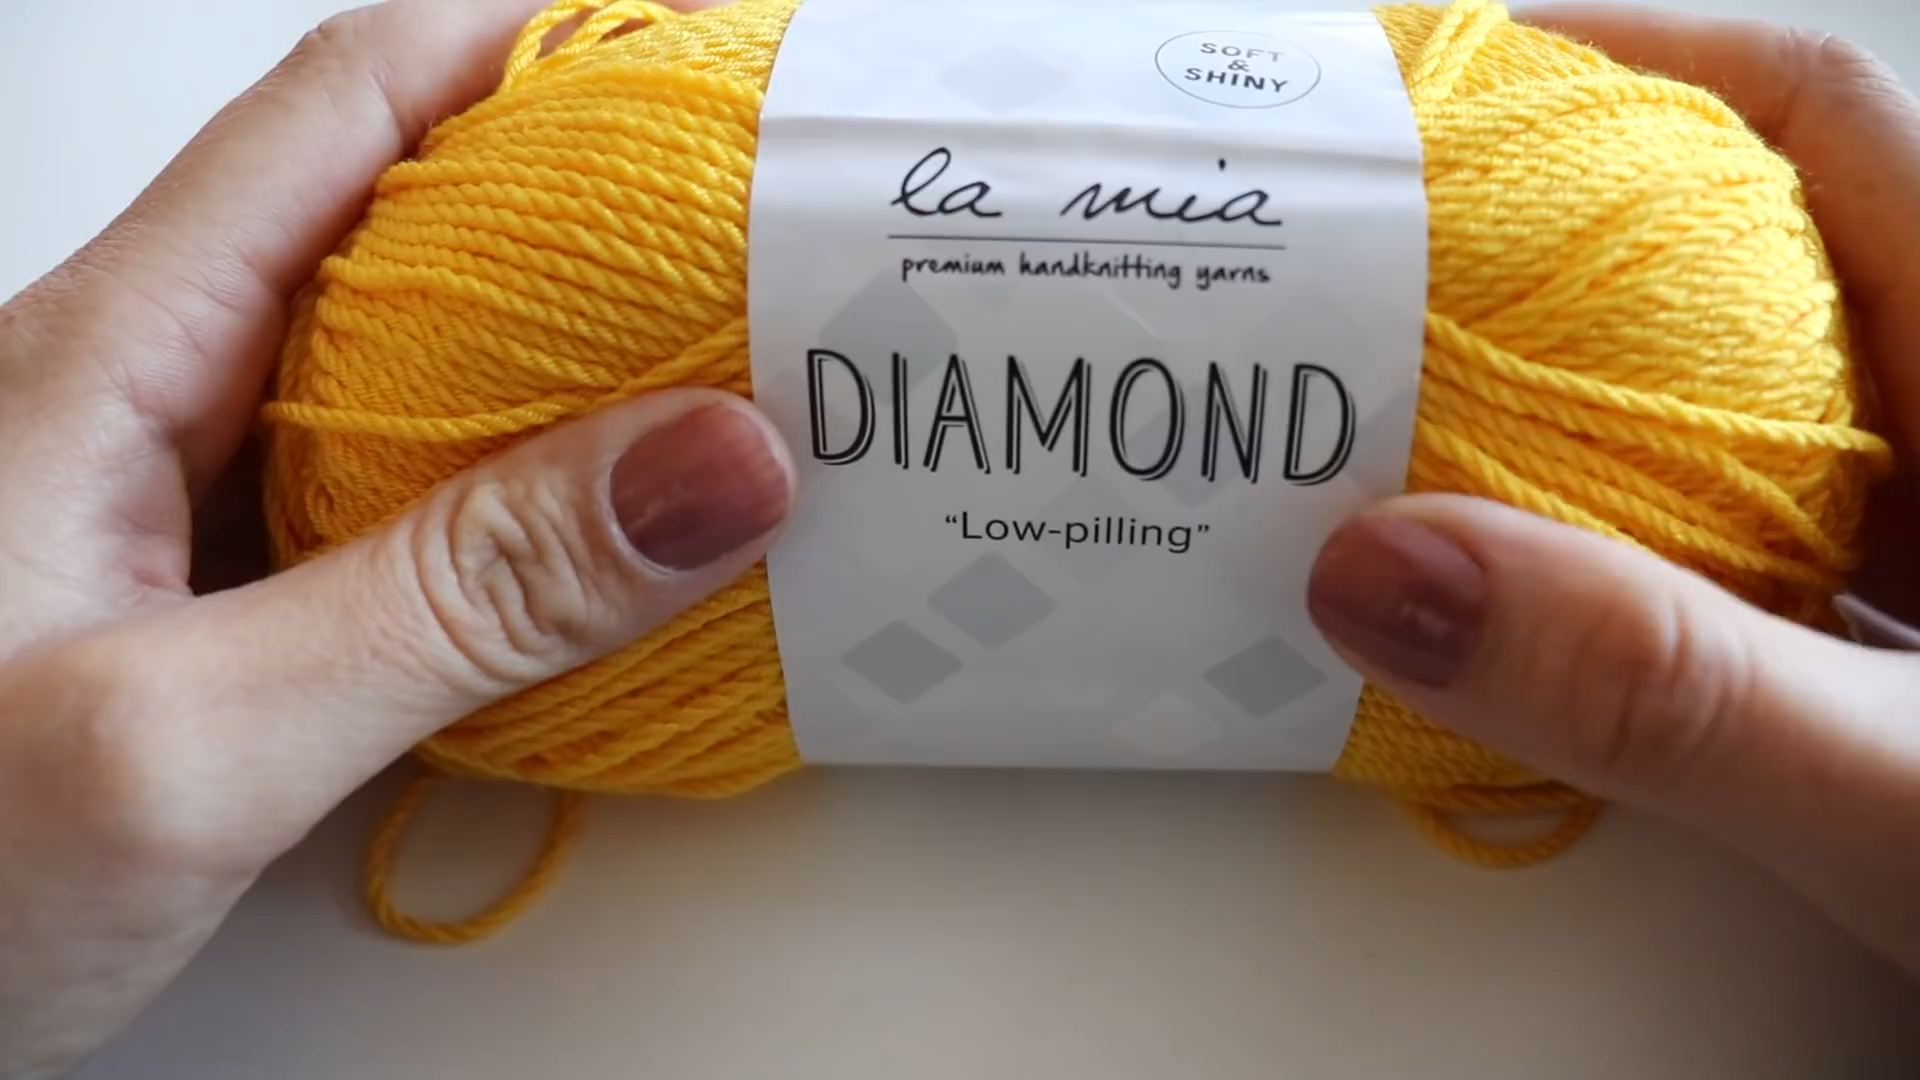 SOFT
&
SHINY
la mia
premium handknitting yarns
DIAMOND
“Low-pilling”